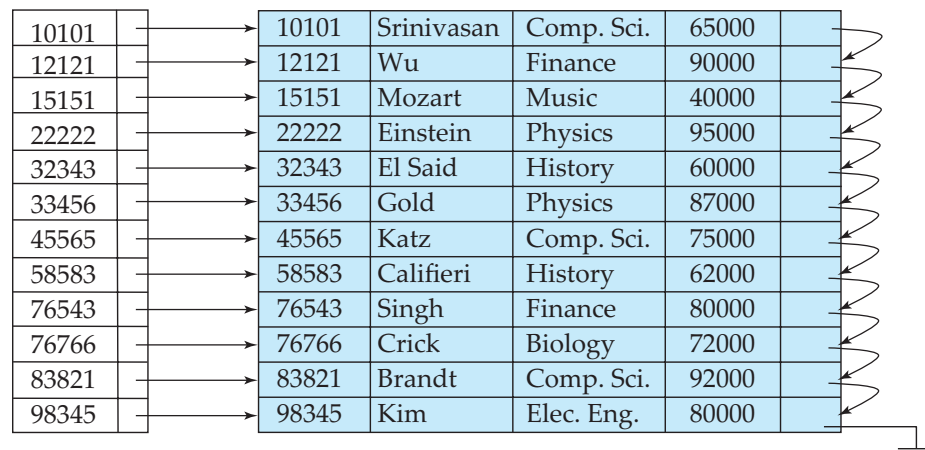 10101 10101 Srinivasan Comp. Sci. 65000
12121 12121 Wu Finance 90000
15151 15151 Mozart Music 40000
22222 22222 Einstein Physics 95000
32343 32343 El Said History 60000
33456 33456 Gold Physics 87000
45565 45565 Katz Comp. Sci. 75000
58583 58583 Califieri History 62000
76543 76543 Singh Finance 80000
76766 76766 Crick Biology 72000
83821 83821 Brandt Comp. Sci. 92000
98345 98345 Kim Elec. Eng. 80000